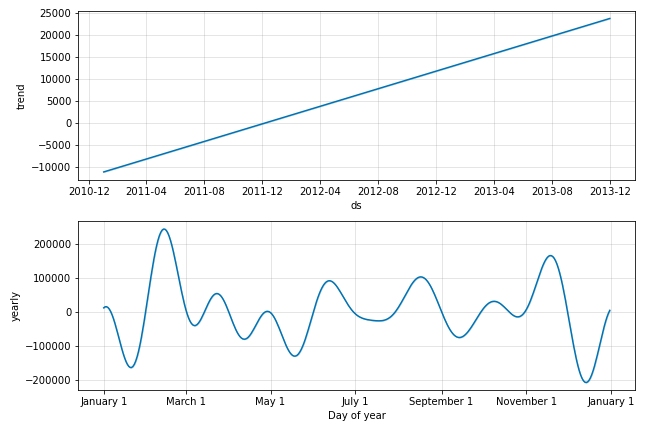 25000
20000
15000
10000
5000
0
−5000
−10000
trend
2010-12 2011-04 2011-08 2011-12 2012-04 2012-08 2012-12 2013-04 2013-08 2013-12
ds
200000
100000
0
−100000
−200000
yearly
January 1 March 1 May 1 July 1 September 1 November 1 January 1
Day of year